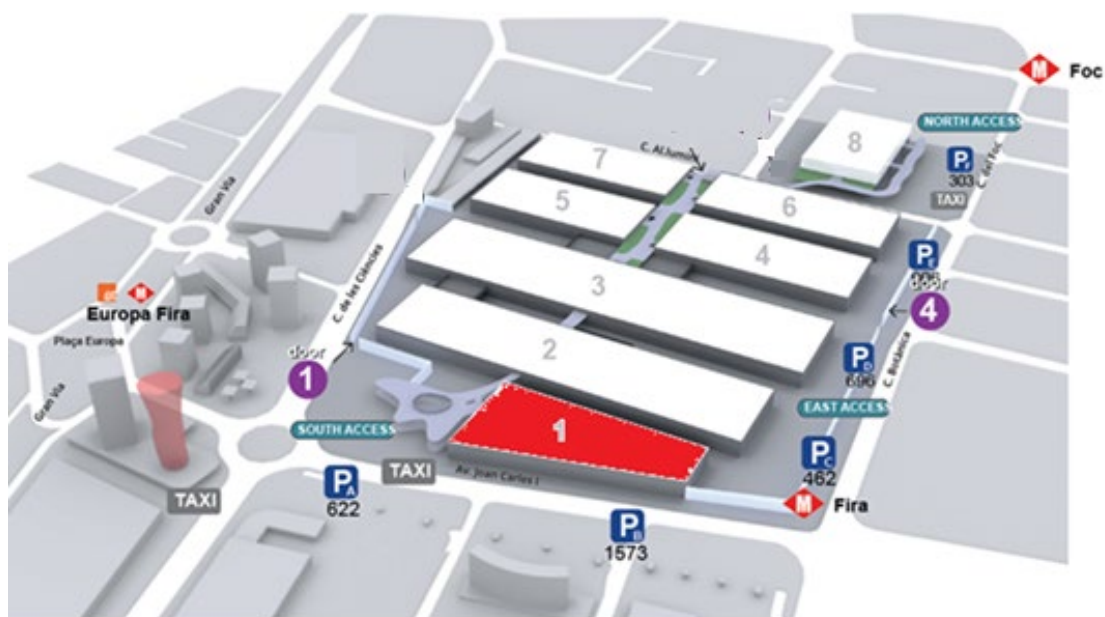 M Foc
NORTH ACCESS
8
7
C. Al.lumini
P
303
C. del Foc
TAXI
Gran Via
5
6
4
3
P
door
4
Europa Fira
Plaça Europa
C. de les Ciències
2
door
1
P D
696
C. Botànica
Gran Via
EAST ACCESS
SOUTH ACCESS
1
P C
462
TAXI
TAXI
Av. Joan Carles I
P A
622
M Fira
P B
1573